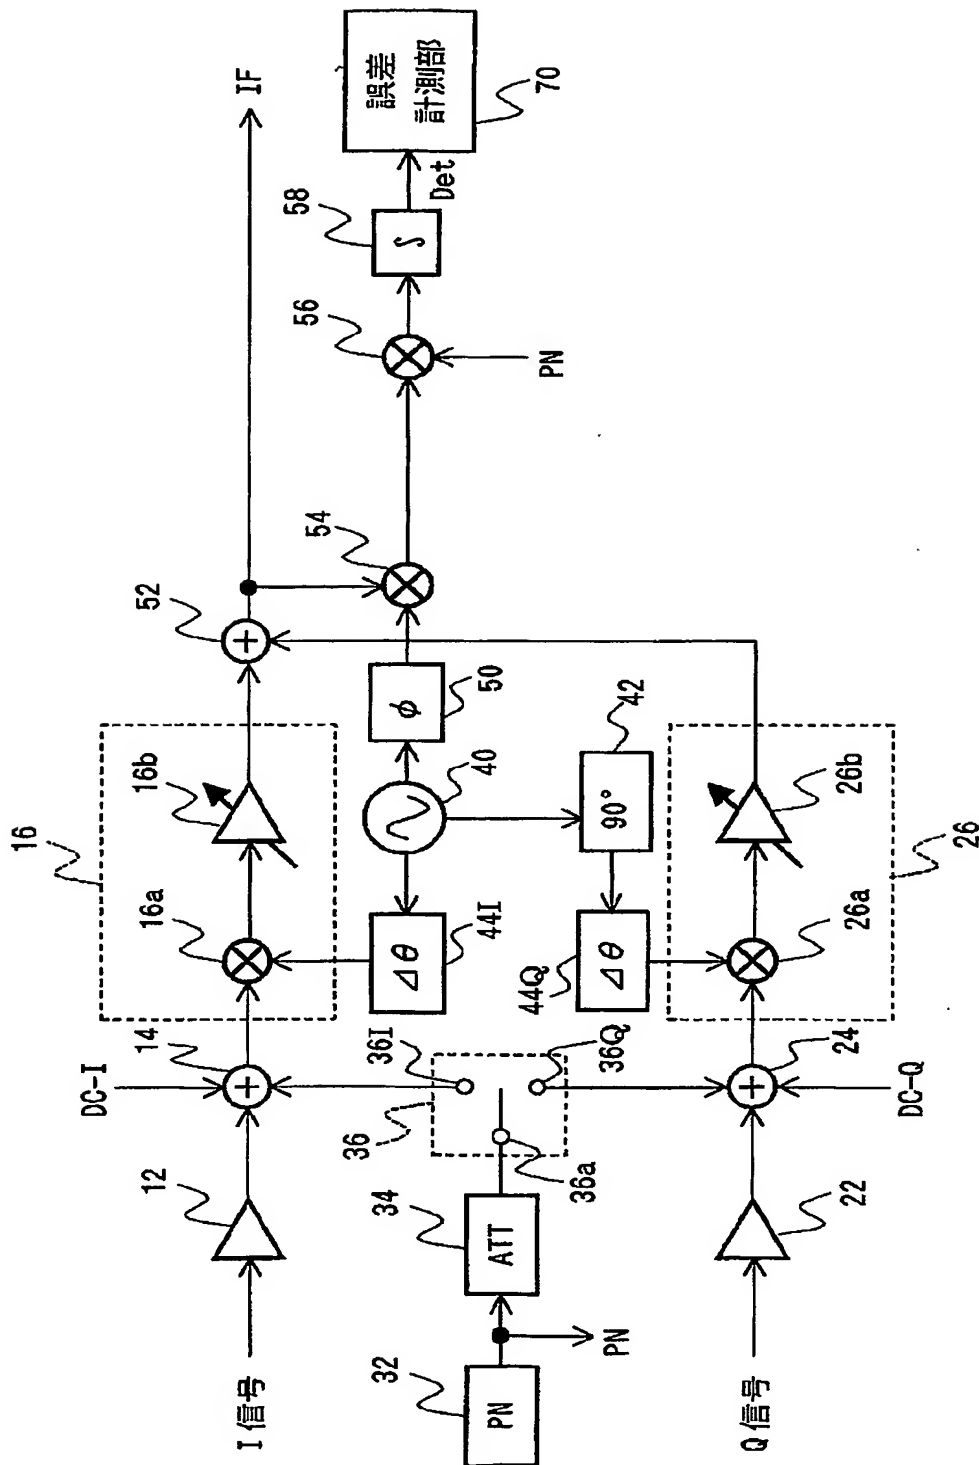 I信号
12
DC-I
14
16
16a
16b
52
IF
32
PN
PN
34
ATT
36
36a
36I
36Q
Δθ
44I
40
φ
50
54
56
PN
58
∫
Det
誤差
計測部
70
90°
42
Δθ
44Q
Q信号
22
24
DC-Q
26a
26b
26